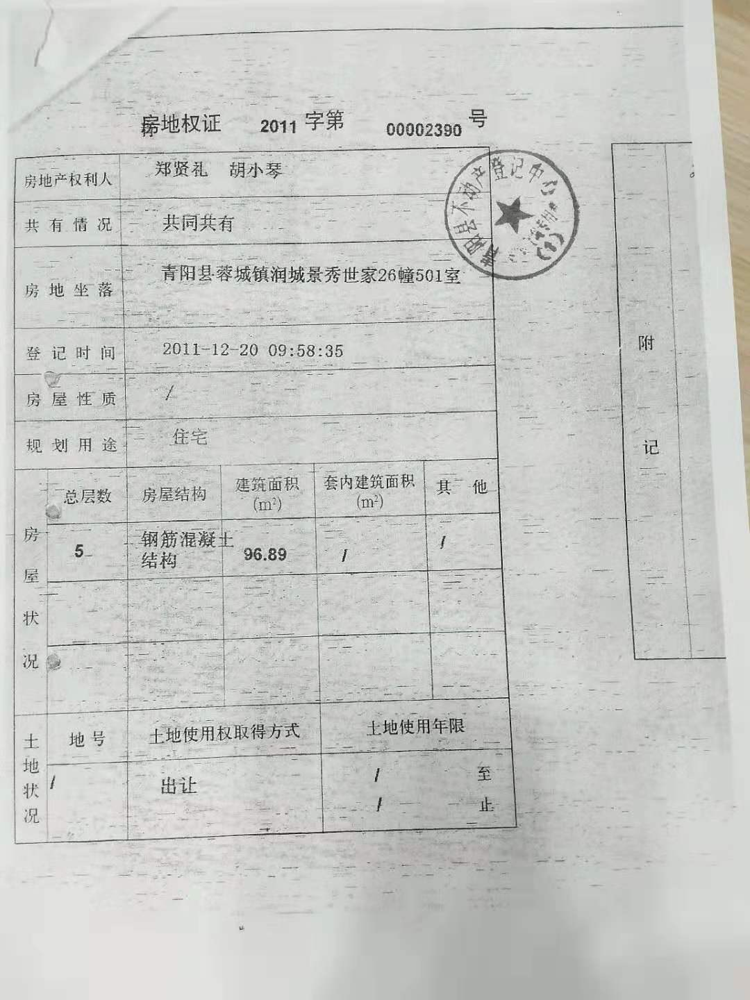 房地权证 2011 字第 00002390 号
房地产权利人 郑贤礼 胡小琴
共有情况 共同共有
房地坐落 青阳县蓉城镇润城景秀世家26幢501室
登记时间 2011-12-20 09:58:35
房屋性质 /
规划用途 住宅
房屋状况
总层数 房屋结构 建筑面积(m²) 套内建筑面积(m²) 其他
5 钢筋混凝土结构 96.89 / /
土地状况
地号 土地使用权取得方式 土地使用年限
/ 出让 / 至
/ 止
青阳县不动产登记中心
(1)
附记